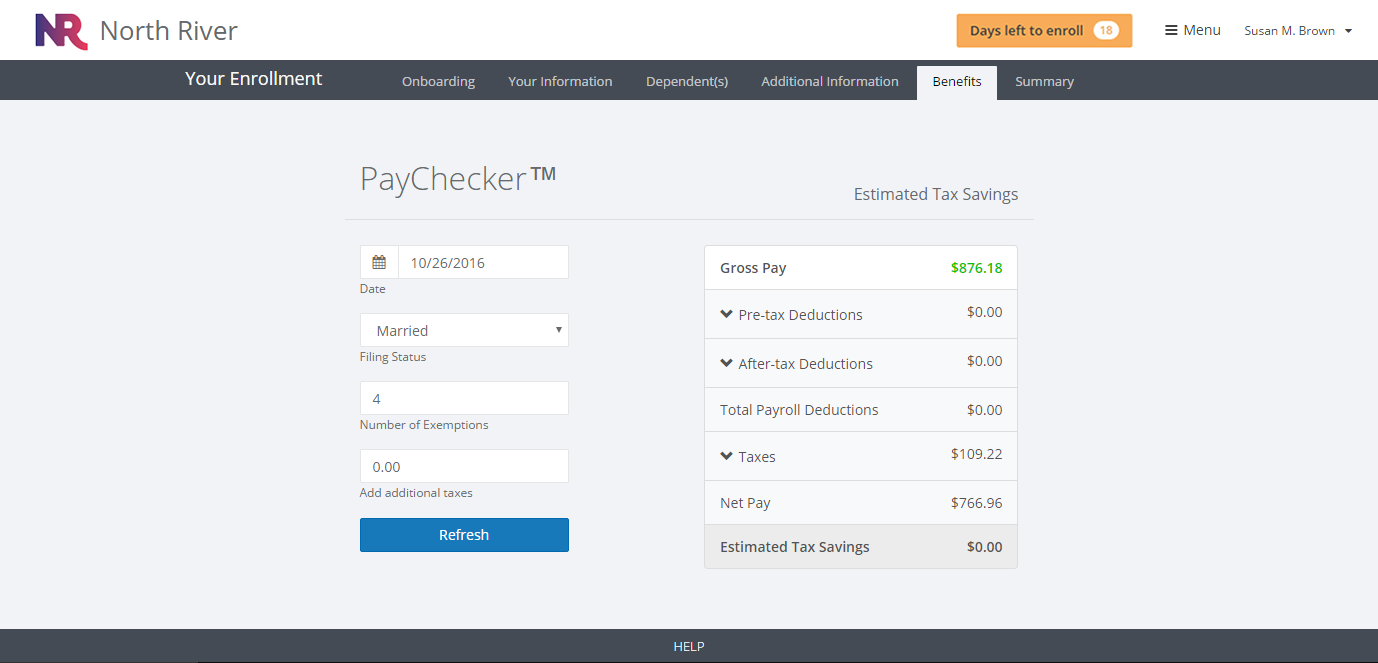 NR North River
Days left to enroll 18
Menu
Susan M. Brown
Your Enrollment
Onboarding
Your Information
Dependent(s)
Additional Information
Benefits
Summary
PayChecker™
Estimated Tax Savings
10/26/2016
Date
Married
Filing Status
4
Number of Exemptions
0.00
Add additional taxes
Refresh
Gross Pay $876.18
Pre-tax Deductions $0.00
After-tax Deductions $0.00
Total Payroll Deductions $0.00
Taxes $109.22
Net Pay $766.96
Estimated Tax Savings $0.00
HELP